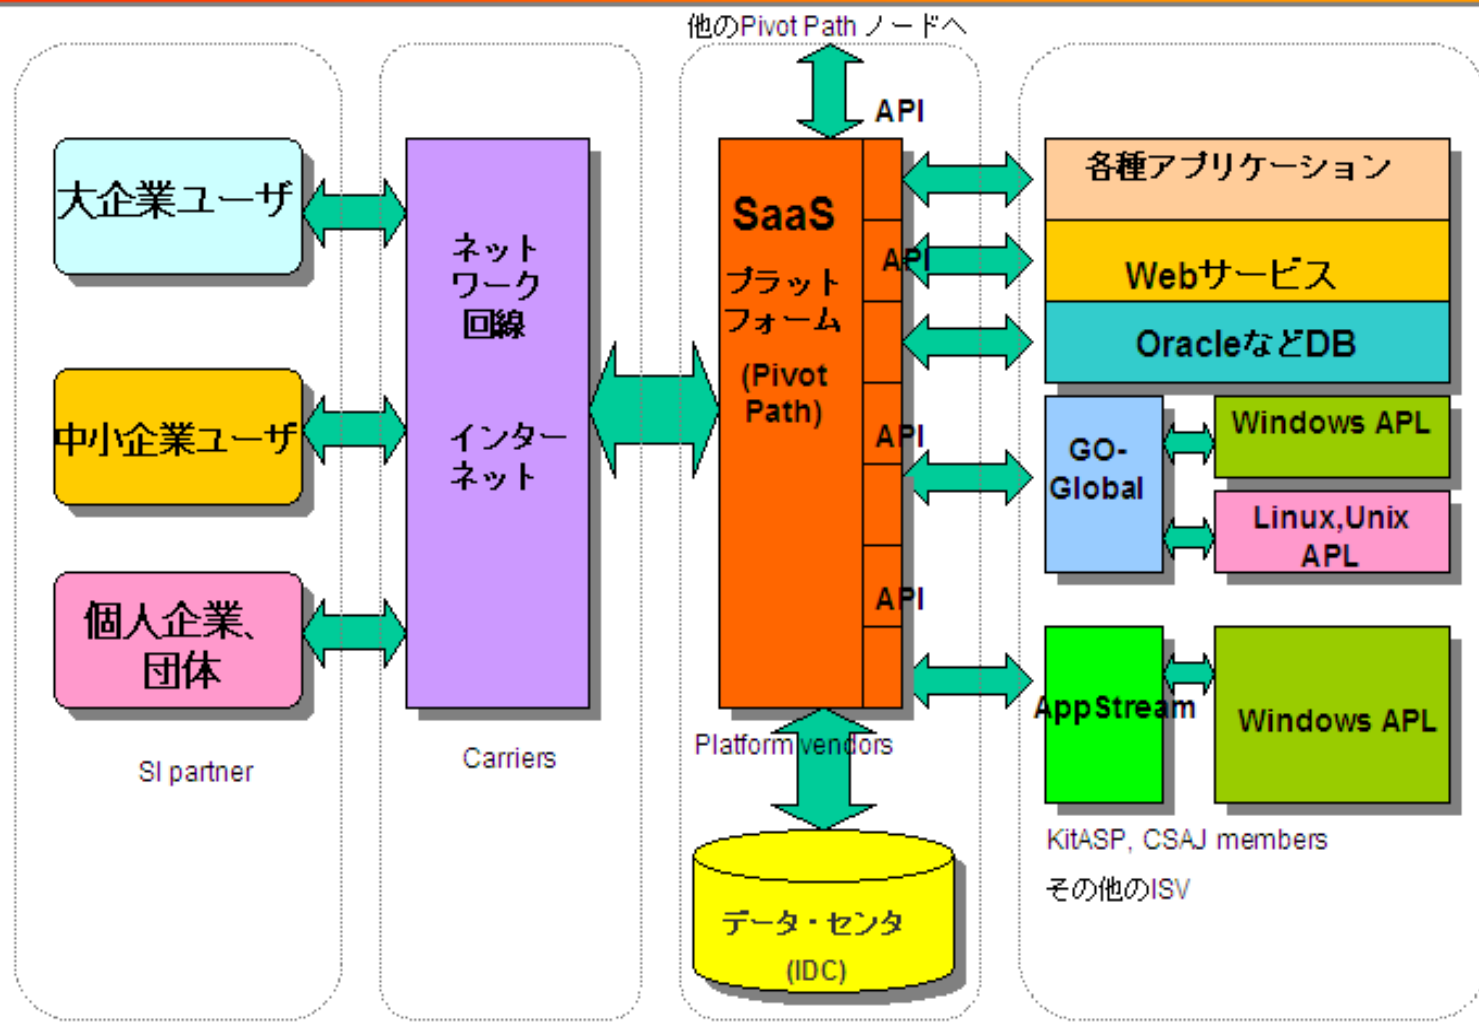 他のPivot Path ノードへ
API
大企業ユーザ
中小企業ユーザ
個人企業、
団体
SI partner
ネット
ワーク
回線
インター
ネット
Carriers
SaaS
プラット
フォーム
(Pivot
Path)
API
API
API
Platform vendors
データ・センタ
(IDC)
各種アプリケーション
Webサービス
OracleなどDB
GO-
Global
Windows APL
Linux,Unix
APL
AppStream
Windows APL
KitASP, CSAJ members
その他のISV